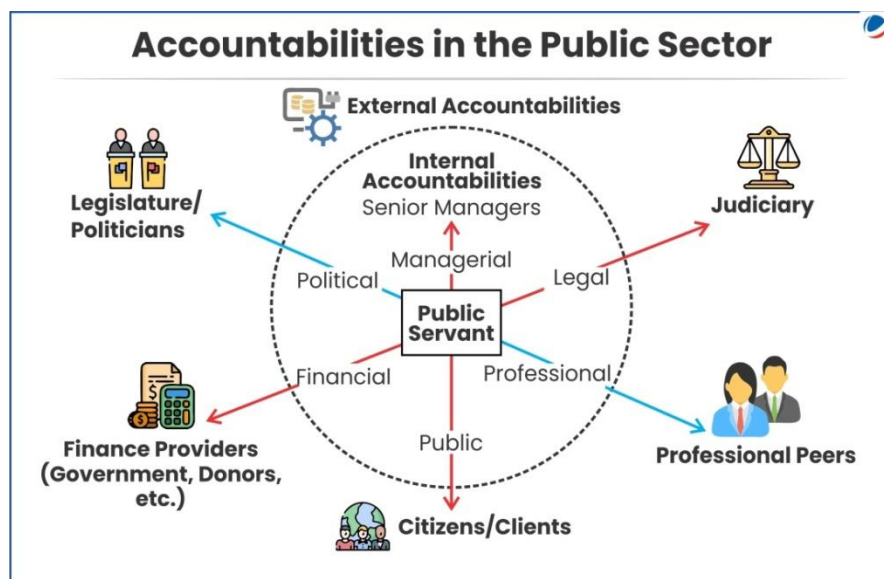 Accountabilities in the Public Sector
External Accountabilities
Internal
Accountabilities
Senior Managers
Legislature/
Politicians
Judiciary
Managerial
Political
Legal
Public
Servant
Financial
Professional
Public
Finance Providers
(Government, Donors,
etc.)
Professional Peers
Citizens/Clients